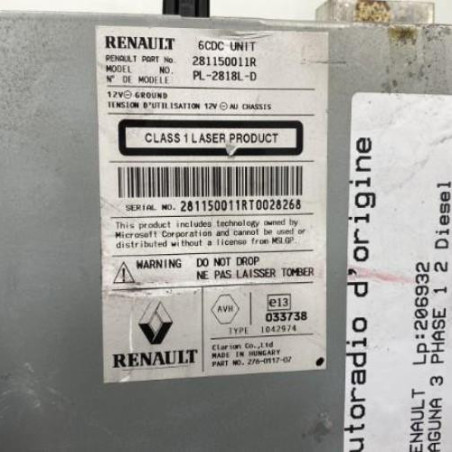 RENAULT 6CDC UNIT
RENAULT PART No. 281150011R
MODEL NO. PL-2818L-D
N° DE MODELE
12V⊖GROUND
TENSION D'UTILISATION 12V ⊖ AU CHASSIS
CLASS 1 LASER PRODUCT
SERIAL NO. 281150011RT0028268
This product includes technology owned by
Microsoft Corporation and cannot be used or
distributed without a license from MSLGP.
WARNING DO NOT DROP
NE PAS LAISSER TOMBER
AVH
e13
033738
TYPE 1042974
RENAULT
Clarion Co.,Ltd
MADE IN HUNGARY
PART NO. 276-0117-07
utoradio d'origine
ENAULT Lp:206932
AGUNA 3 PHASE 1 2 Diesel